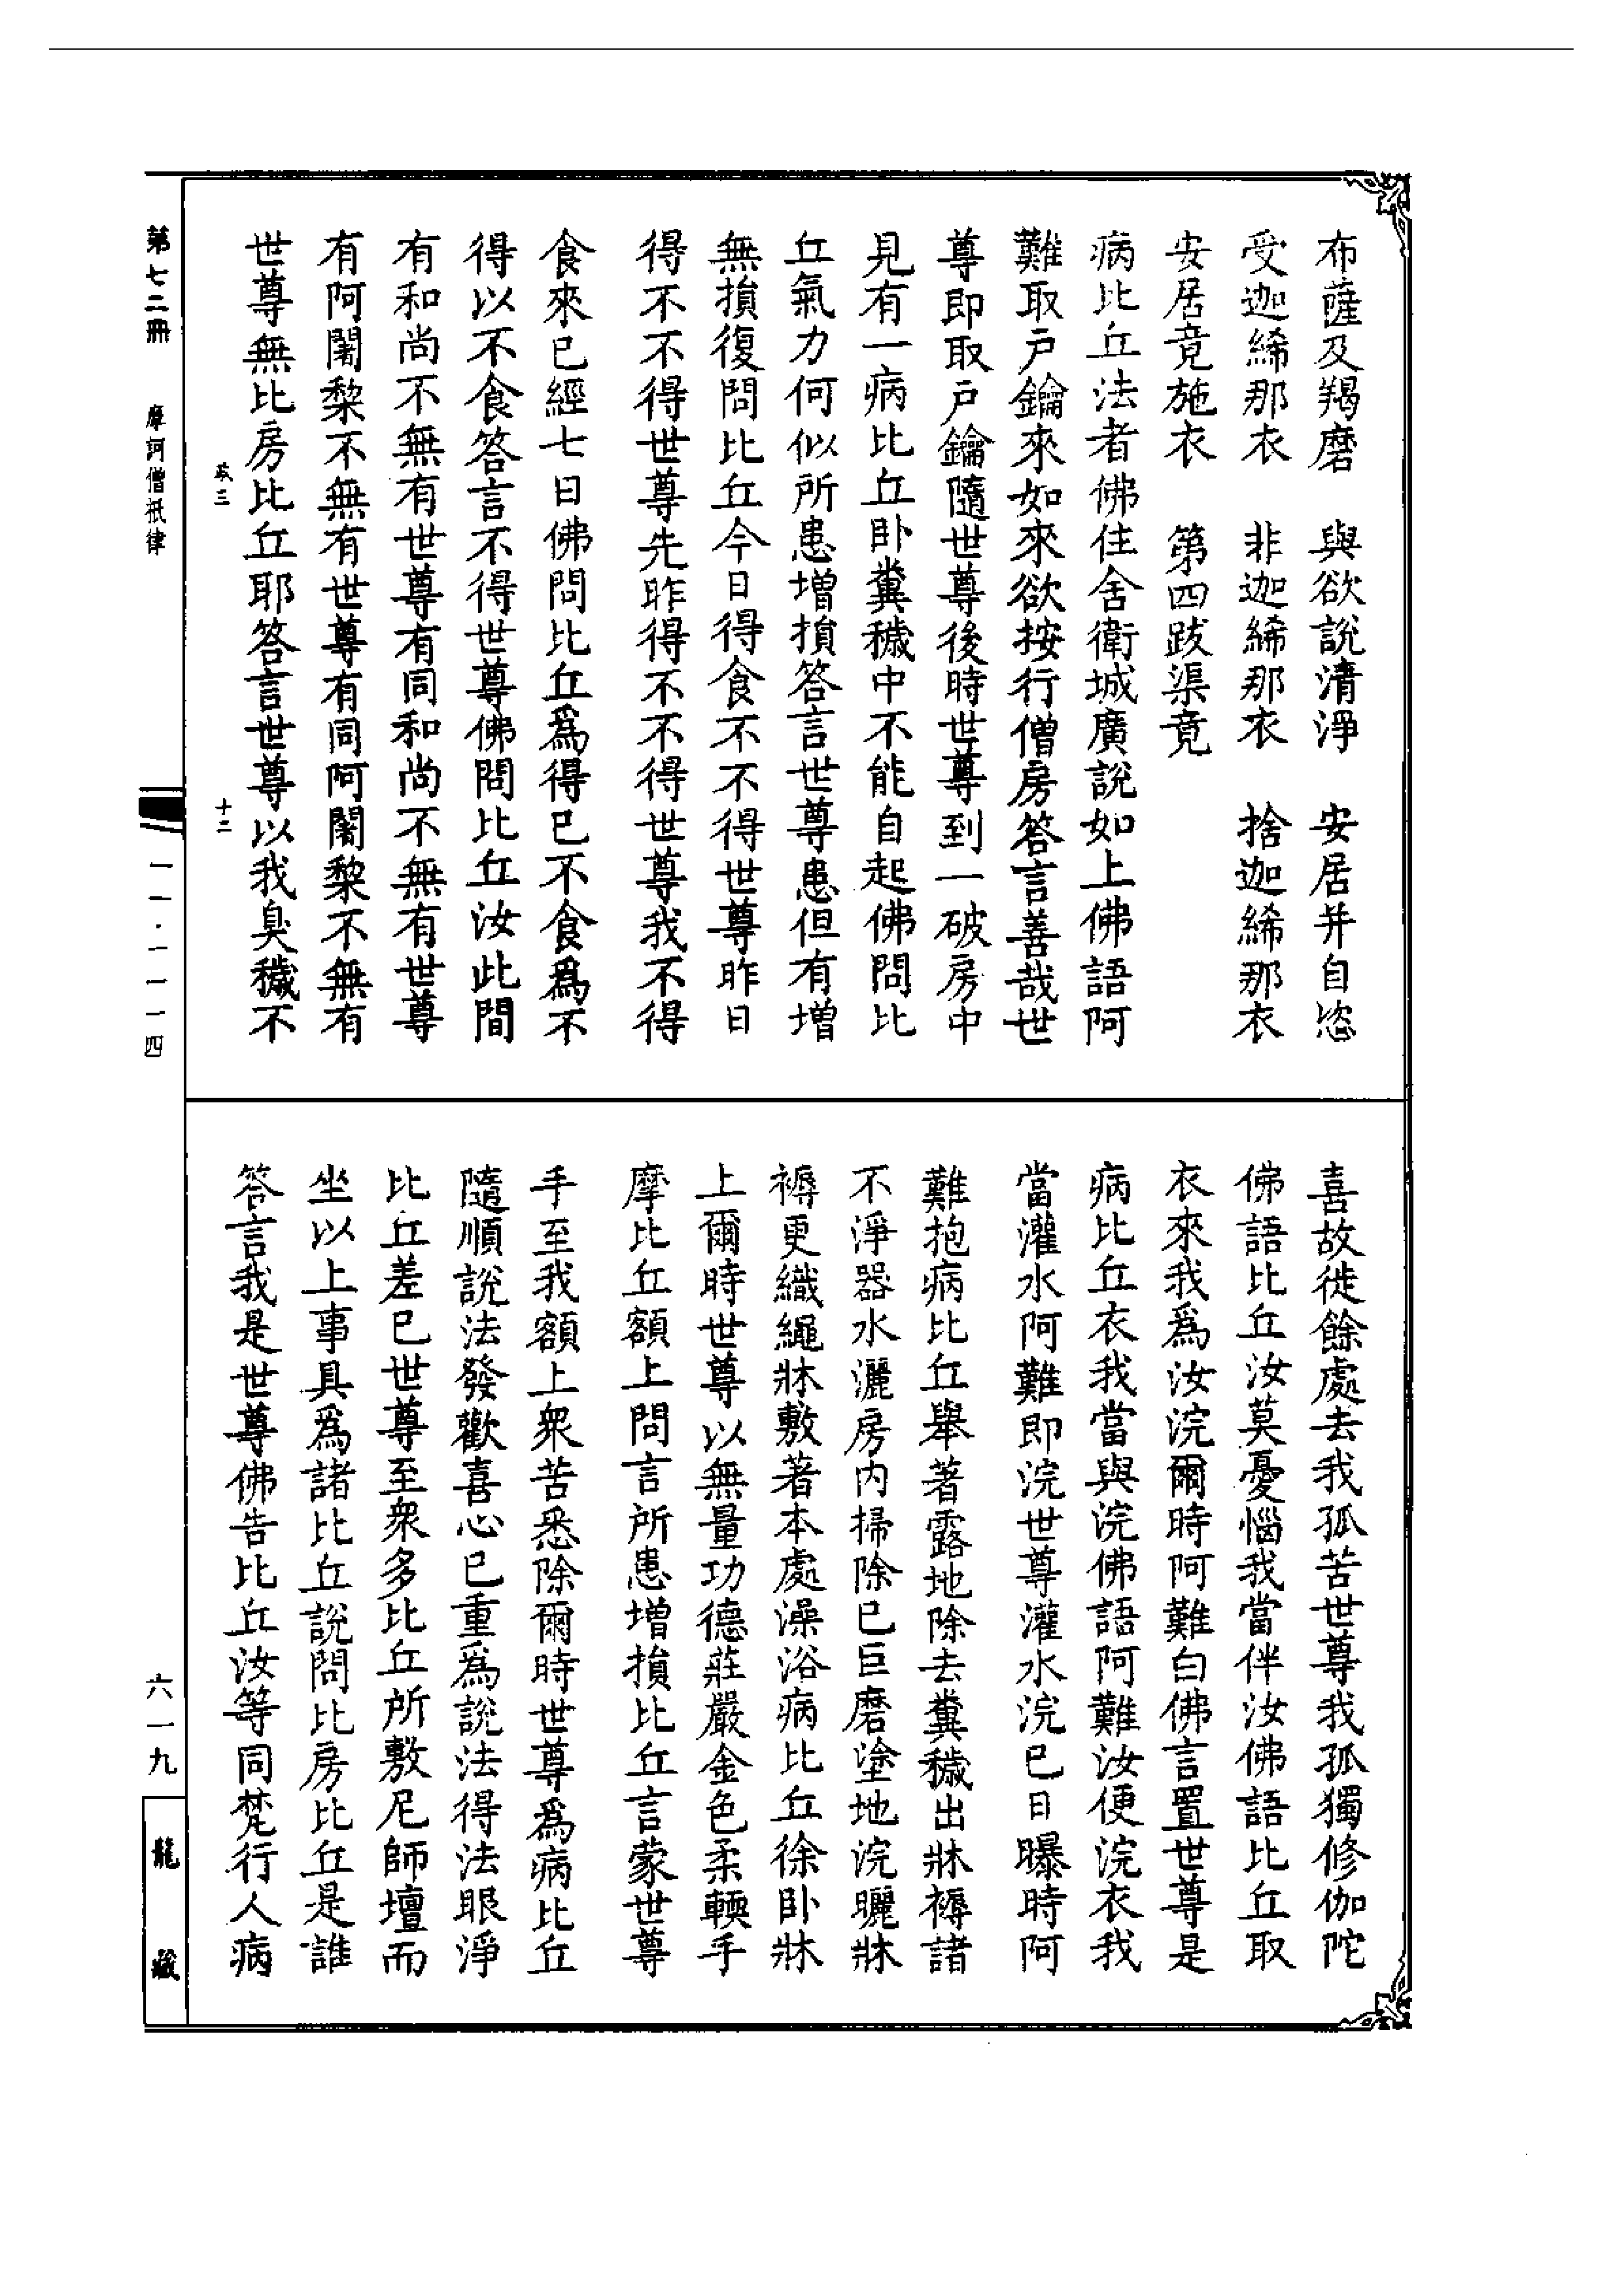 布薩及羯磨　與欲說清淨　安居并自恣
受迦絺那衣　非迦絺那衣　捨迦絺那衣
安居竟施衣　第四跋渠竟
病比丘法者佛住舍衛城廣說如上佛語阿
難取戶鑰來如來欲按行僧房答言善哉世
尊即取戶鑰隨世尊後時世尊到一破房中
見有一病比丘臥糞穢中不能自起佛問比
丘氣力何似所患增損答言世尊患但有增
無損復問比丘今日得食不不得世尊昨日
得不不得世尊先昨得不不得世尊我不得
食來已經七日佛問比丘為得已不食為不
得以不食答言不得世尊佛問比丘汝此間
有和尚不無有世尊有同和尚不無有世尊
有阿闍黎不無有世尊有同阿闍黎不無有
世尊無比房比丘耶答言世尊以我臭穢不
喜故徙餘處去我孤苦世尊我孤獨修伽陀
佛語比丘汝莫憂惱我當伴汝佛語比丘取
衣來我為汝浣爾時阿難白佛言置世尊是
病比丘衣我當與浣佛語阿難汝便浣衣我
當灌水阿難即浣世尊灌水浣已日曝時阿
難抱病比丘舉著露地除去糞穢出牀褥諸
不淨器水灑房內掃除已巨磨塗地浣曬牀
褥更織繩牀敷著本處澡浴病比丘徐臥牀
上爾時世尊以無量功德莊嚴金色柔輭手
摩比丘額上問言所患增損比丘言蒙世尊
手至我額上眾苦悉除爾時世尊為病比丘
隨順說法發歡喜心已重為說法得法眼淨
比丘差已世尊至眾多比丘所敷尼師壇而
坐以上事具為諸比丘說問比房比丘是誰
答言我是世尊佛告比丘汝等同梵行人病
政三　十二
第七二冊　摩訶僧祇律　一一·一一一四　六一九　龍藏